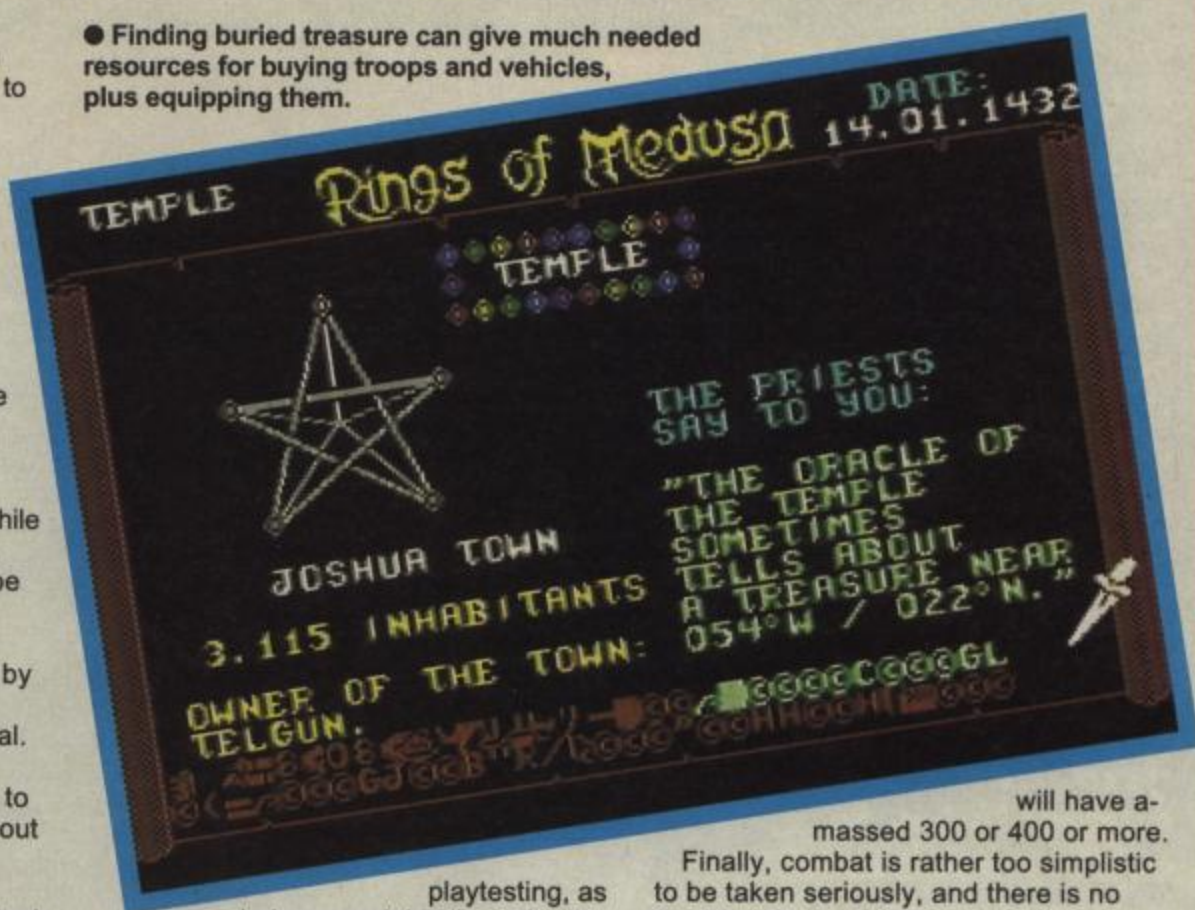 ● Finding buried treasure can give much needed
resources for buying troops and vehicles,
plus equipping them.
to
e
hile
be
by
al.
to
out
TEMPLE
Rings of Medusa
DATE:
14.01.1432
TEMPLE
THE PRIESTS
SAY TO YOU:
"THE ORACLE OF
THE TEMPLE
SOMETIMES
TELLS ABOUT
A TREASURE NEAR
054°W / 022°N."
JOSHUA TOWN
3.115 INHABITANTS
OWNER OF THE TOWN:
TELGUN.
playtesting, as
will have a-
massed 300 or 400 or more.
Finally, combat is rather too simplistic
to be taken seriously, and there is no